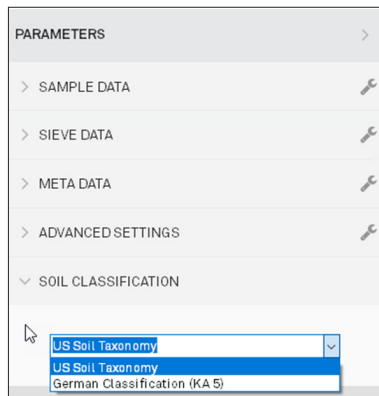 PARAMETERS
SAMPLE DATA
SIEVE DATA
META DATA
ADVANCED SETTINGS
SOIL CLASSIFICATION
US Soil Taxonomy
US Soil Taxonomy
German Classification (KA 5)